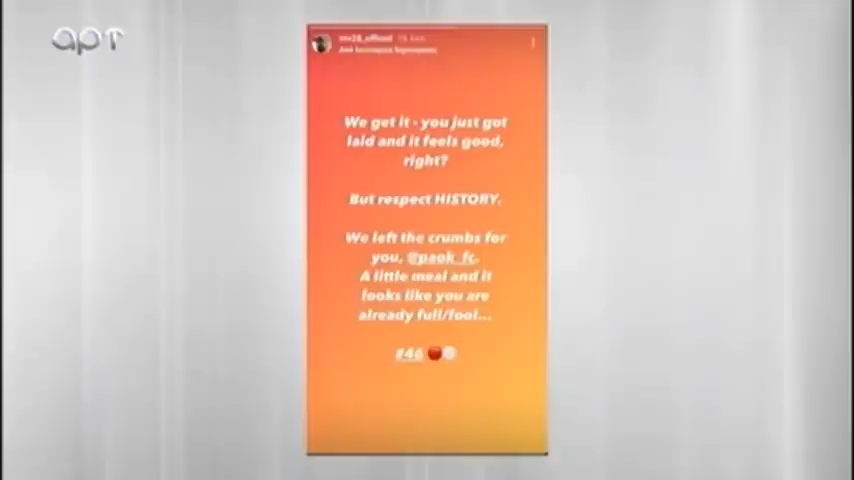 apt
We get it - you just got
laid and it feels good,
right?
But respect HISTORY.
We left the crumbs for
you, @paok_fc.
A little meal and it
looks like you are
already full/fool...
#46